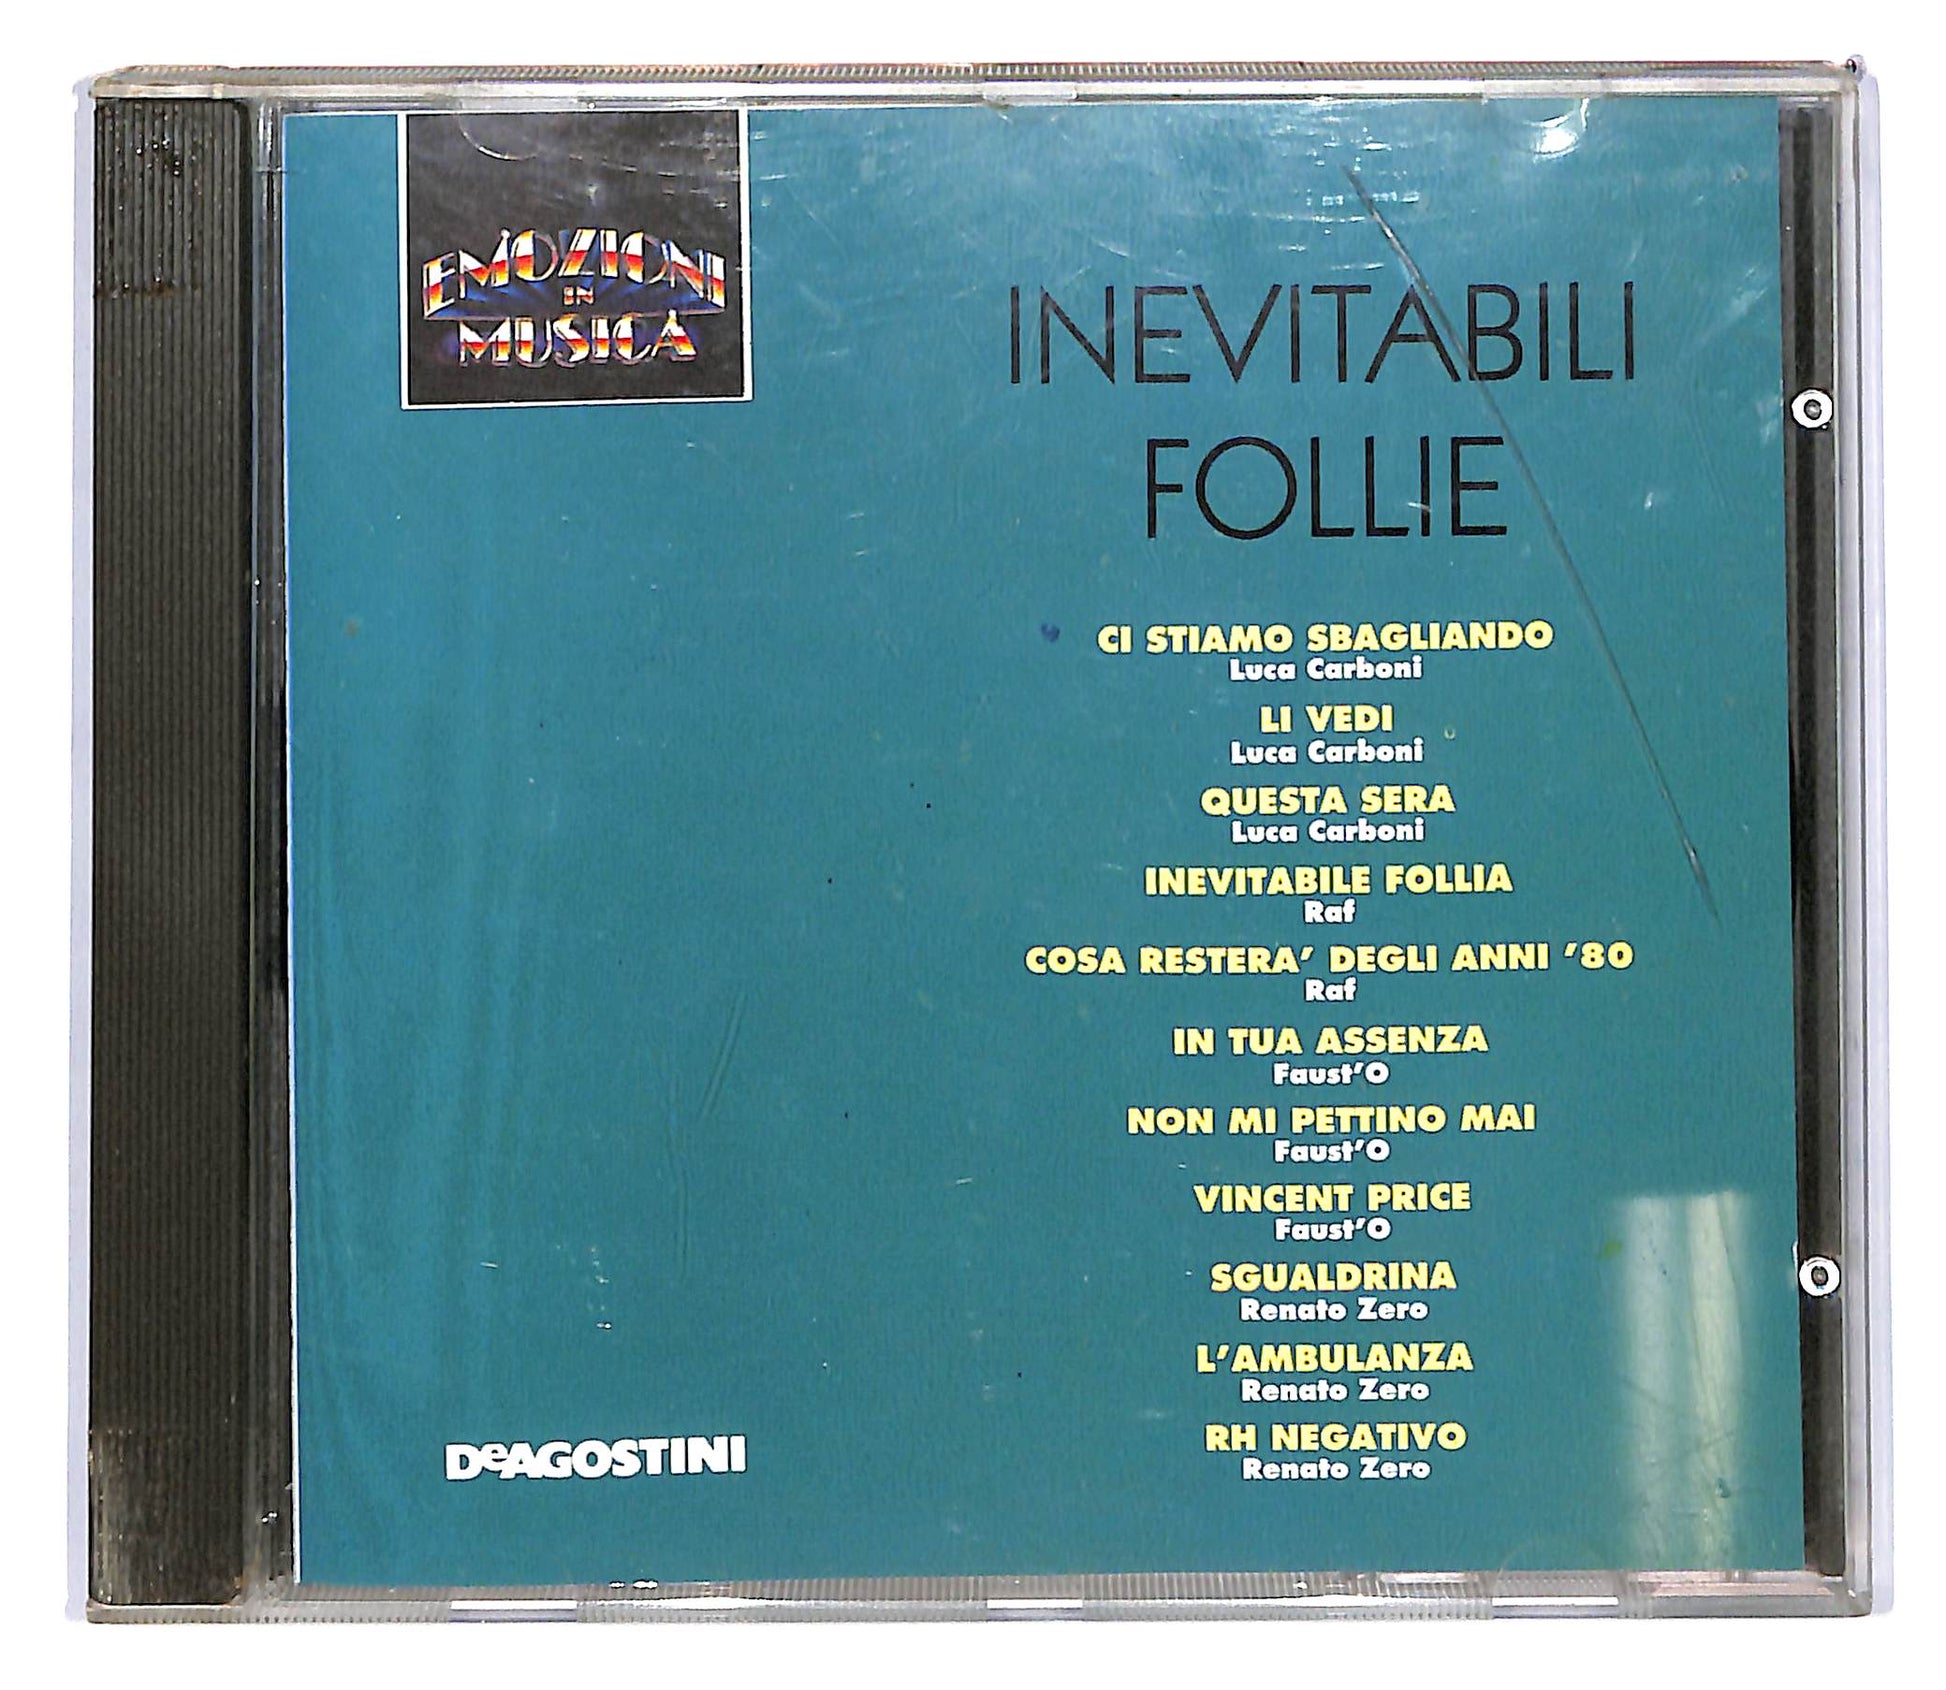 EMOZIONI
IN
MUSICA
INEVITABILI
FOLLIE
CI STIAMO SBAGLIANDO
Luca Carboni
LI VEDI
Luca Carboni
QUESTA SERA
Luca Carboni
INEVITABILE FOLLIA
Raf
COSA RESTERA' DEGLI ANNI '80
Raf
IN TUA ASSENZA
Faust'O
NON MI PETTINO MAI
Faust'O
VINCENT PRICE
Faust'O
SGUALDRINA
Renato Zero
L'AMBULANZA
Renato Zero
RH NEGATIVO
Renato Zero
DeAGOSTINI